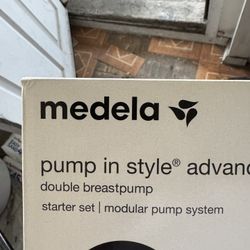 medela
pump in style® advanc
double breastpump
starter set | modular pump system